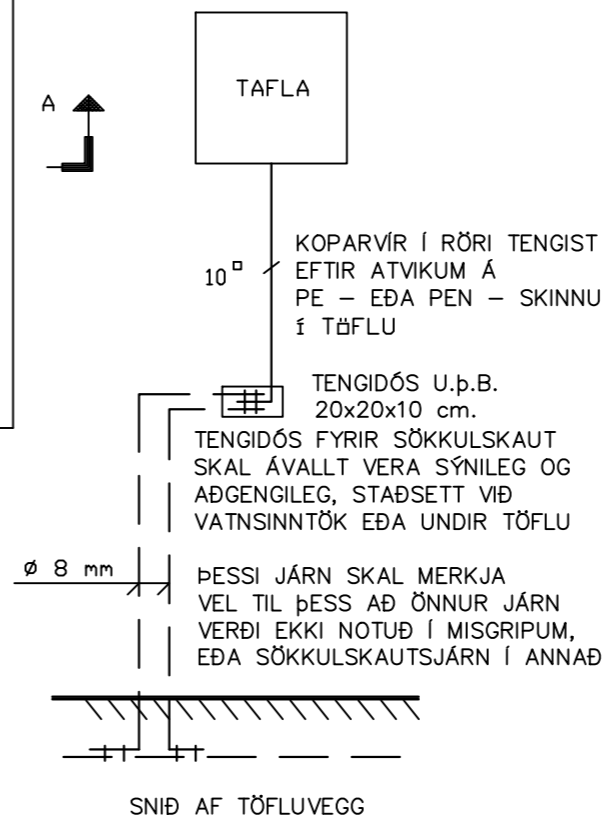 TAFLA
A
KOPARVÍR Í RÖRI TENGIST
EFTIR ATVIKUM Á
PE – EÐA PEN – SKINNU
í TöFLU
10□
TENGIDÓS U.þ.B.
20x20x10 cm.
TENGIDÓS FYRIR SÖKKULSKAUT
SKAL ÁVALLT VERA SÝNILEG OG
AÐGENGILEG, STAÐSETT VIÐ
VATNSINNTÖK EÐA UNDIR TÖFLU
ø 8 mm
ÞESSI JÁRN SKAL MERKJA
VEL TIL þESS AÐ ÖNNUR JÁRN
VERÐI EKKI NOTUÐ Í MISGRIPUM,
EÐA SÖKKULSKAUTSJÁRN Í ANNAÐ
SNIÐ AF TÖFLUVEGG